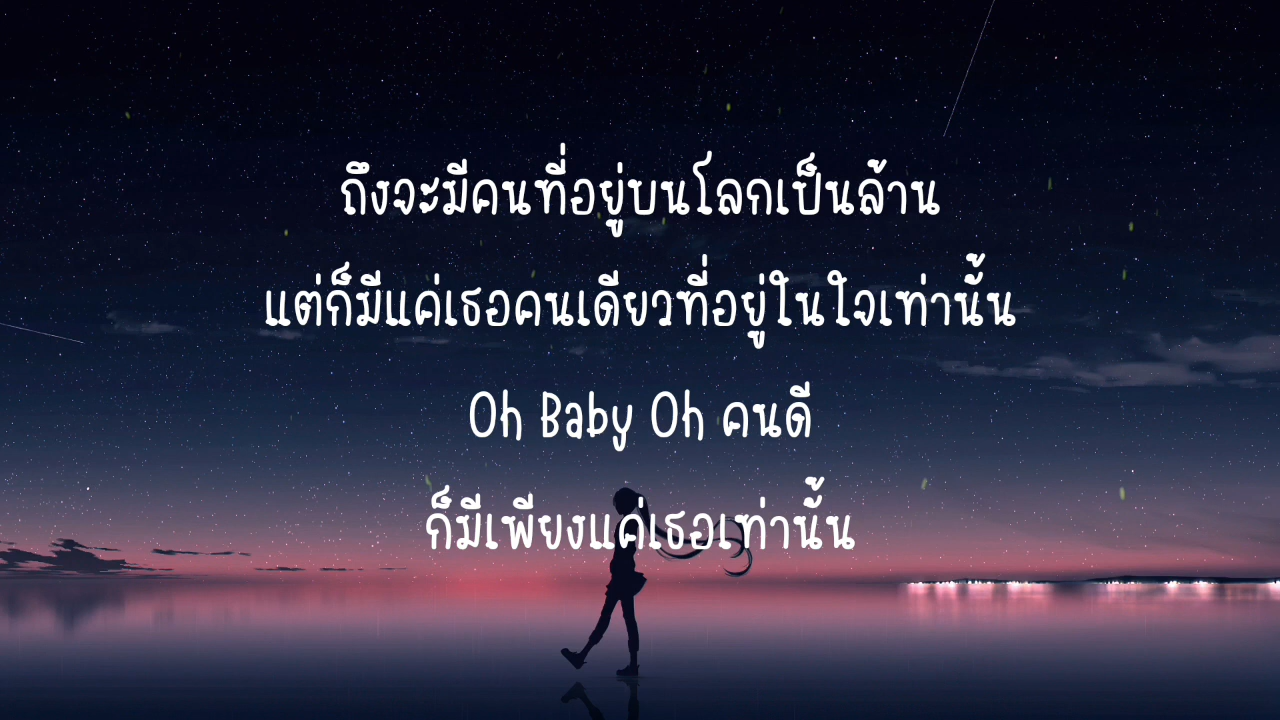 ถึงจะมีคนที่อยู่บนโลกเป็นล้าน
แต่ก็มีแค่เธอคนเดียวที่อยู่ในใจเท่านั้น
Oh Baby Oh คนดี
ก็มีเพียงแค่เธอเท่านั้น